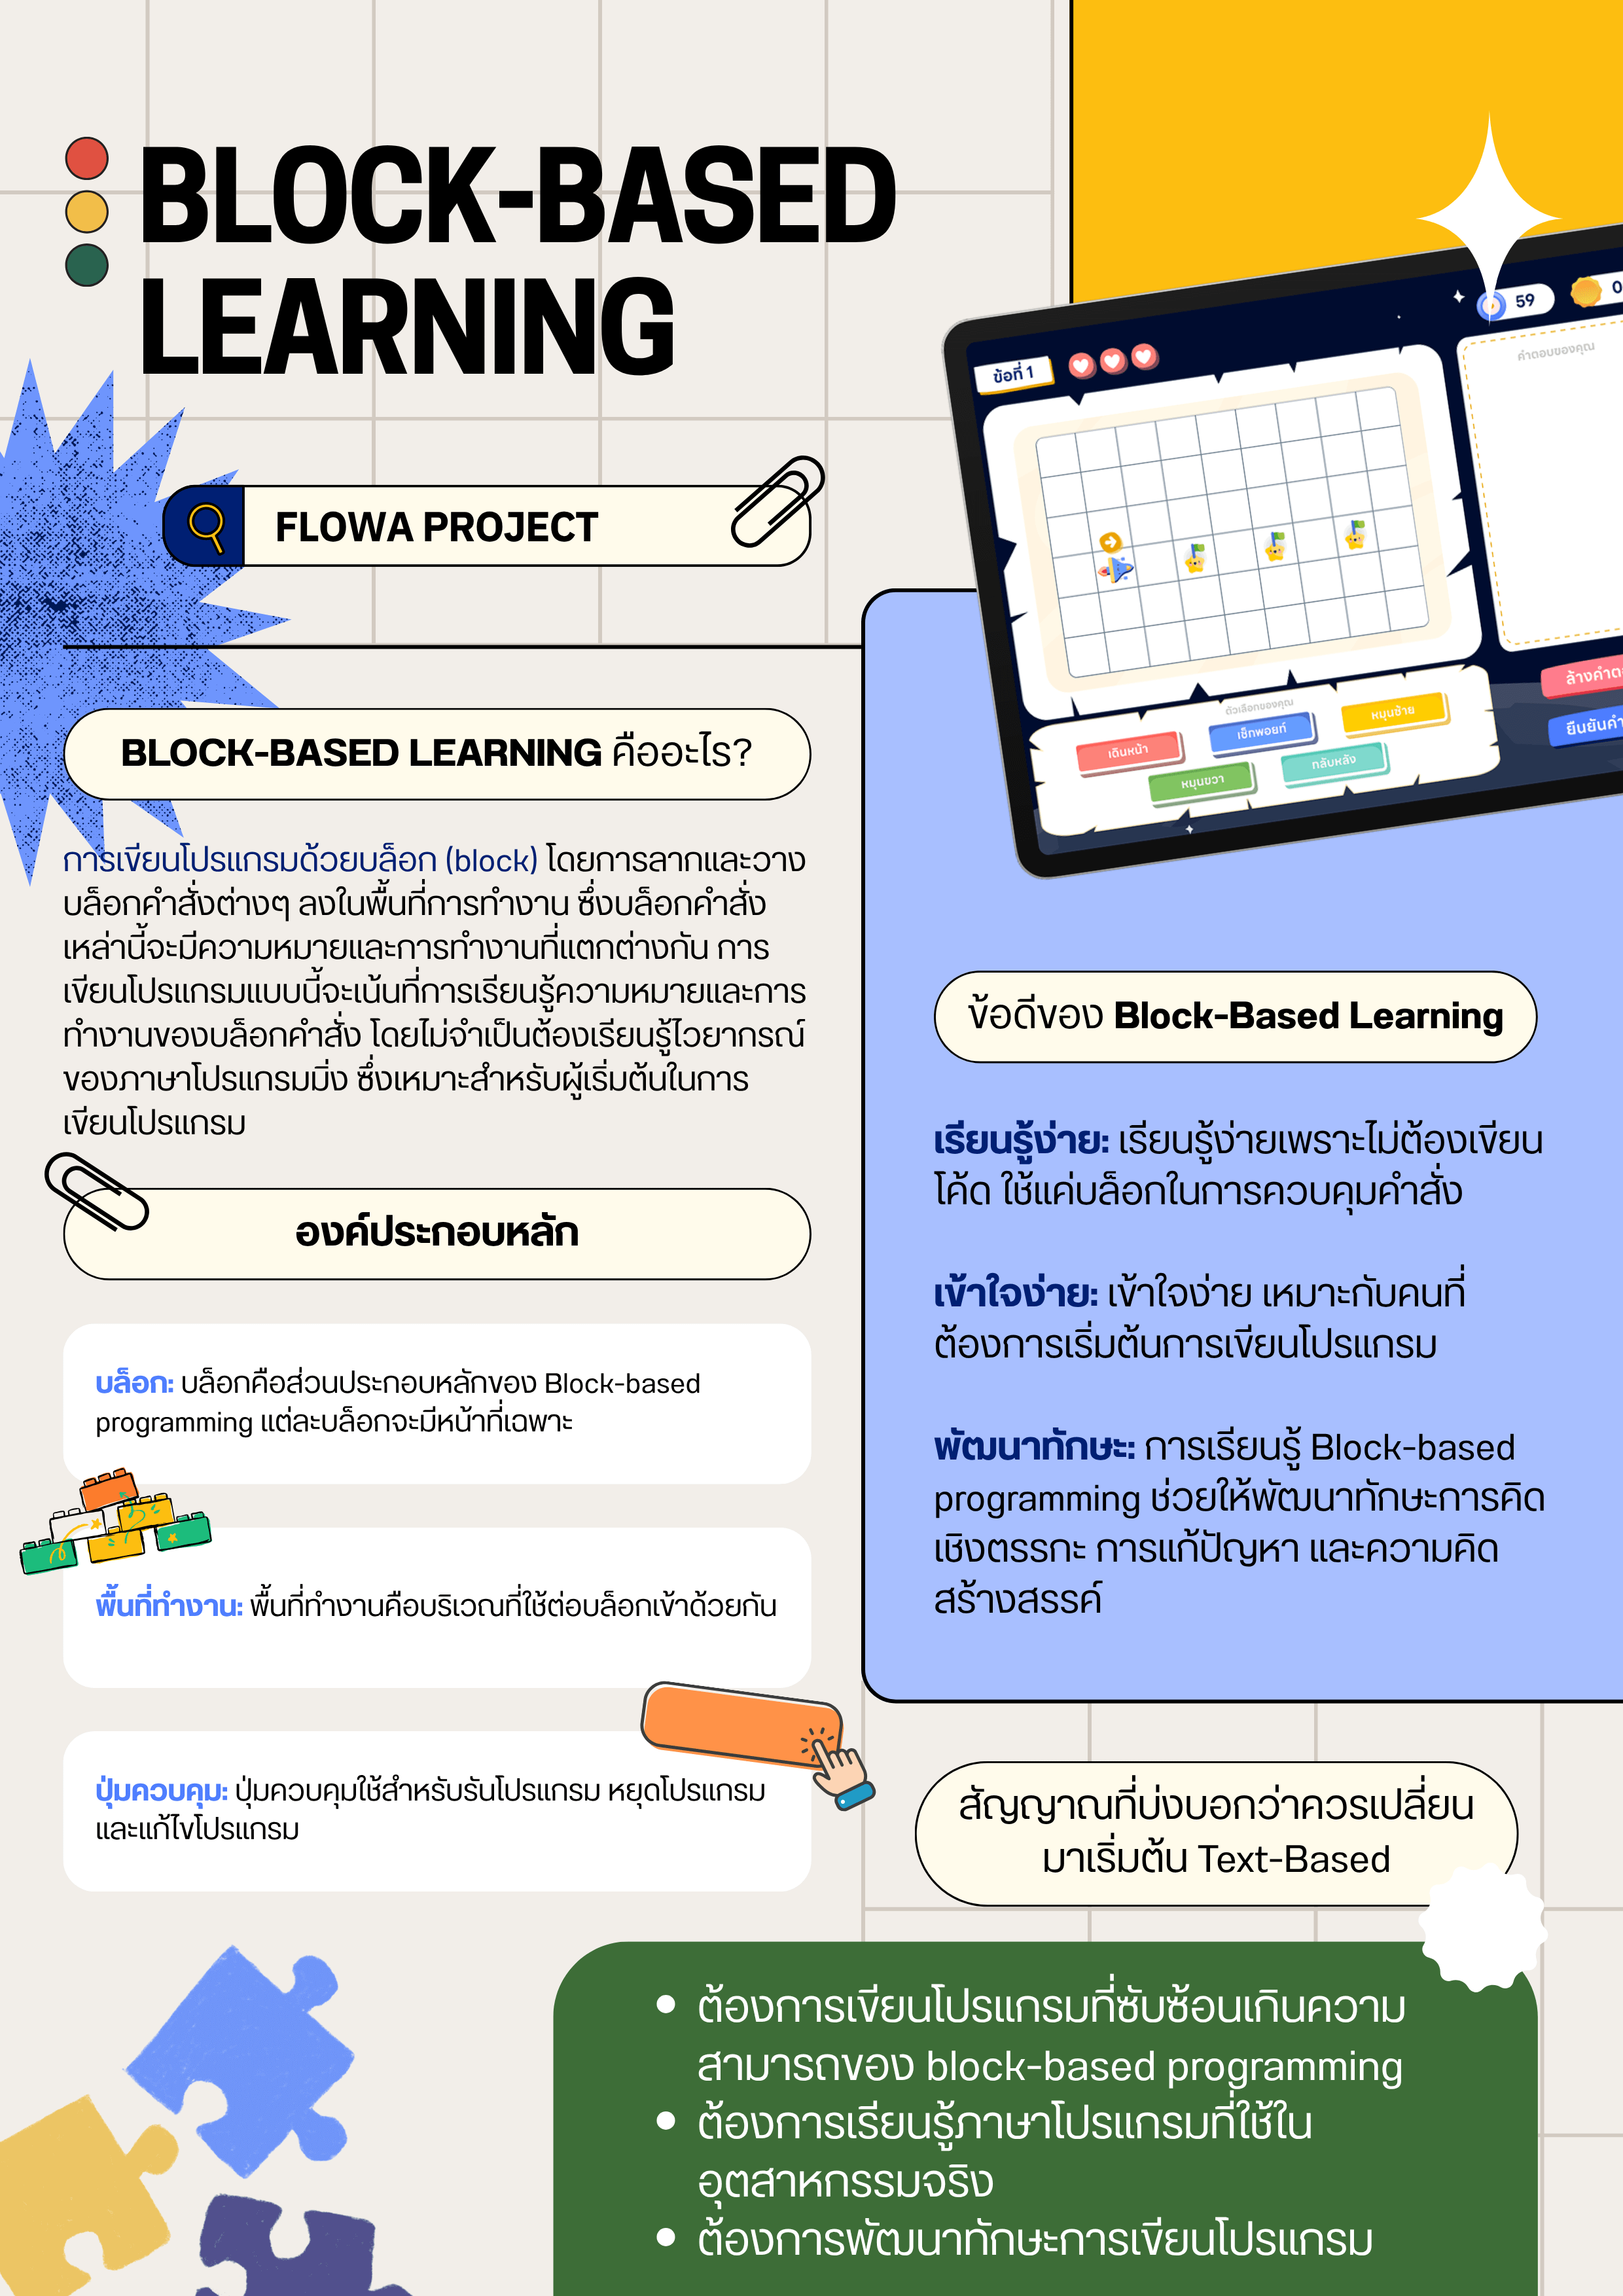 BLOCK-BASED
LEARNING
FLOWA PROJECT
59
0
ข้อที่ 1
คำตอบของคุณ
ตัวเลือกของคุณ
เดินหน้า
เช็กพอยท์
หมุนซ้าย
หมุนขวา
กลับหลัง
ล้างคำต
ยืนยันคำ
BLOCK-BASED LEARNING คืออะไร?
การเขียนโปรแกรมด้วยบล็อก (block) โดยการลากและวาง
บล็อกคำสั่งต่างๆ ลงในพื้นที่การทำงาน ซึ่งบล็อกคำสั่ง
เหล่านี้จะมีความหมายและการทำงานที่แตกต่างกัน การ
เขียนโปรแกรมแบบนี้จะเน้นที่การเรียนรู้ความหมายและการ
ทำงานของบล็อกคำสั่ง โดยไม่จำเป็นต้องเรียนรู้ไวยากรณ์
ของภาษาโปรแกรมมิ่ง ซึ่งเหมาะสำหรับผู้เริ่มต้นในการ
เขียนโปรแกรม
องค์ประกอบหลัก
บล็อก: บล็อกคือส่วนประกอบหลักของ Block-based
programming แต่ละบล็อกจะมีหน้าที่เฉพาะ
พื้นที่ทำงาน: พื้นที่ทำงานคือบริเวณที่ใช้ต่อบล็อกเข้าด้วยกัน
ปุ่มควบคุม: ปุ่มควบคุมใช้สำหรับรันโปรแกรม หยุดโปรแกรม
และแก้ไขโปรแกรม
ข้อดีของ Block-Based Learning
เรียนรู้ง่าย: เรียนรู้ง่ายเพราะไม่ต้องเขียน
โค้ด ใช้แค่บล็อกในการควบคุมคำสั่ง
เข้าใจง่าย: เข้าใจง่าย เหมาะกับคนที่
ต้องการเริ่มต้นการเขียนโปรแกรม
พัฒนาทักษะ: การเรียนรู้ Block-based
programming ช่วยให้พัฒนาทักษะการคิด
เชิงตรรกะ การแก้ปัญหา และความคิด
สร้างสรรค์
สัญญาณที่บ่งบอกว่าควรเปลี่ยน
มาเริ่มต้น Text-Based
ต้องการเขียนโปรแกรมที่ซับซ้อนเกินความ
สามารถของ block-based programming
ต้องการเรียนรู้ภาษาโปรแกรมที่ใช้ใน
อุตสาหกรรมจริง
ต้องการพัฒนาทักษะการเขียนโปรแกรม